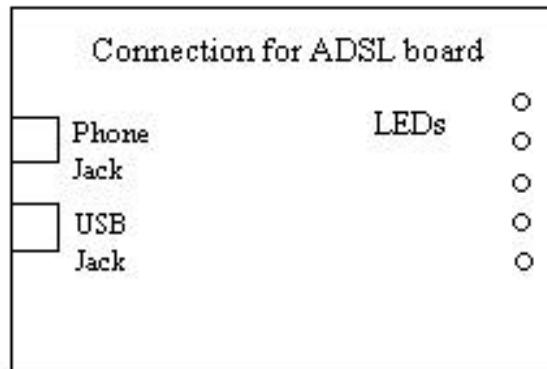 Connection for ADSL board
LEDs
Phone
Jack
USB
Jack